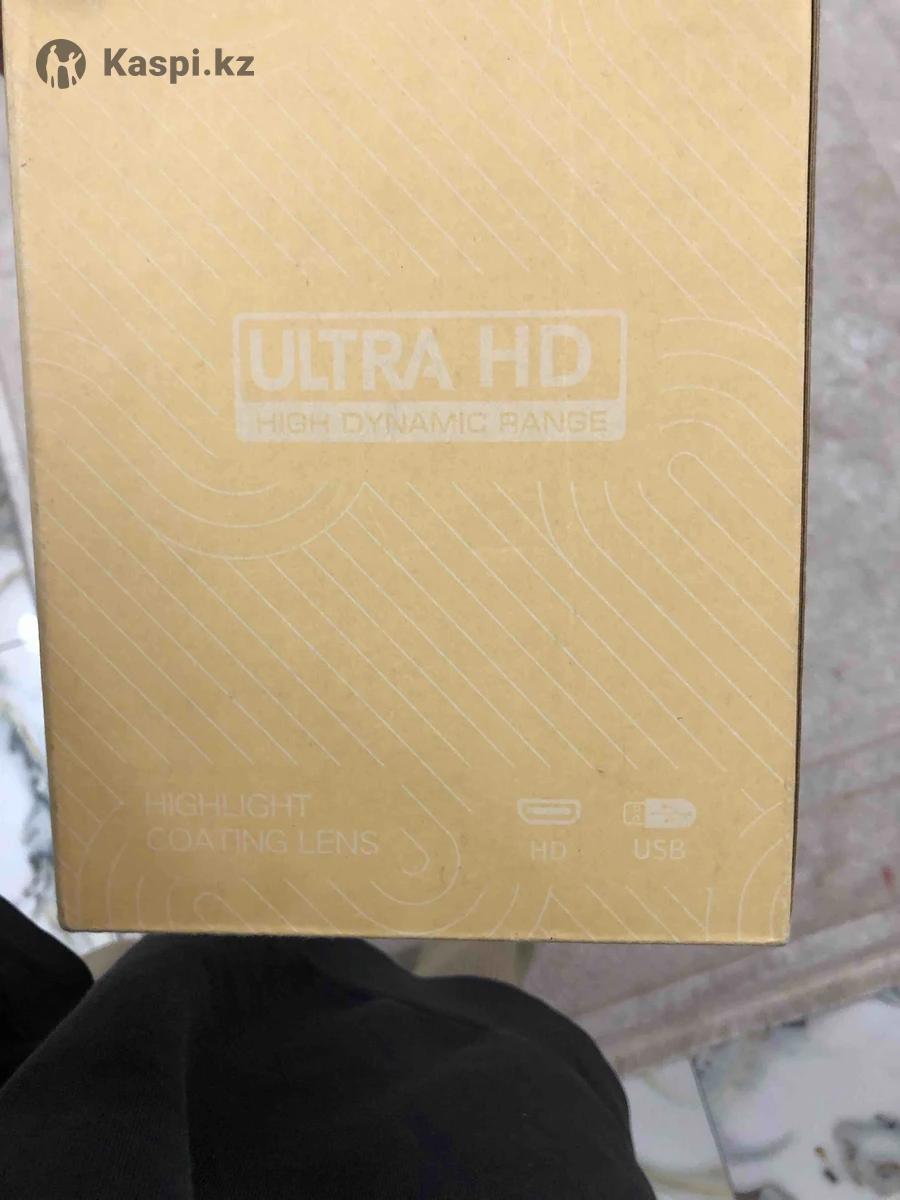 Kaspi.kz
ULTRA HD
HIGH DYNAMIC RANGE
HIGHLIGHT
COATING LENS
HD
USB